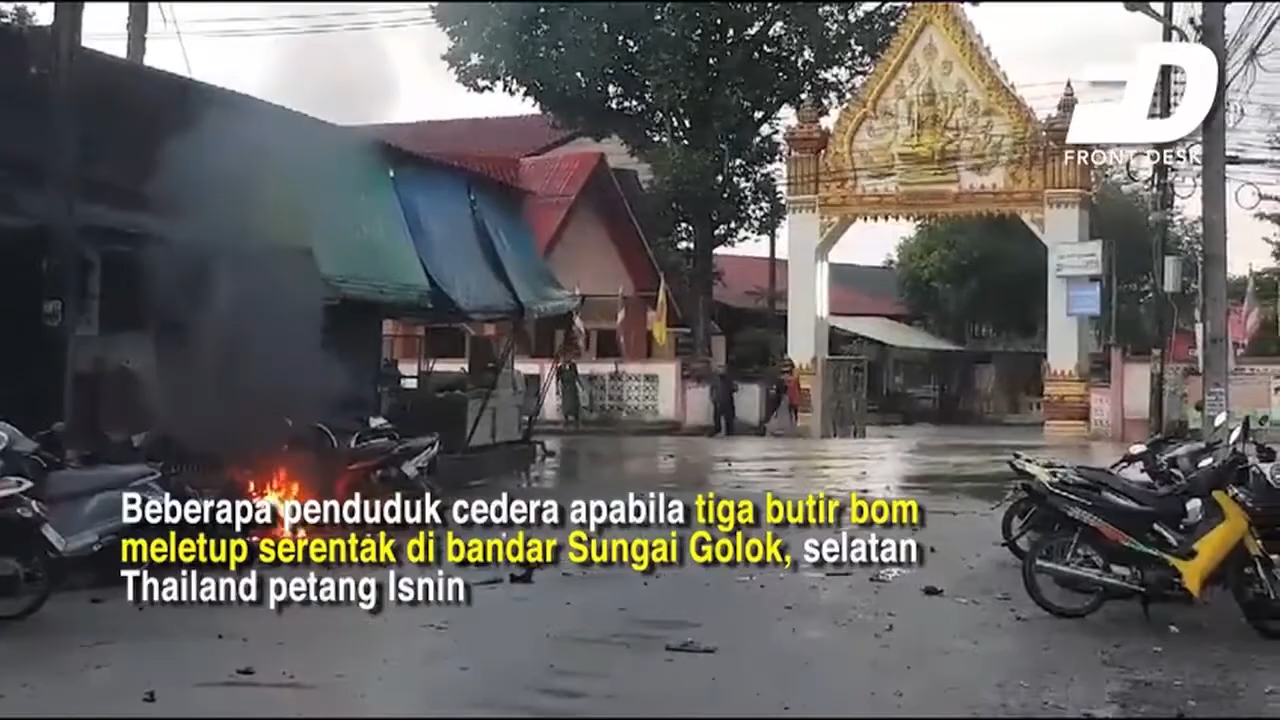 D
FRONT DESK
Beberapa penduduk cedera apabila tiga butir bom
meletup serentak di bandar Sungai Golok, selatan
Thailand petang Isnin